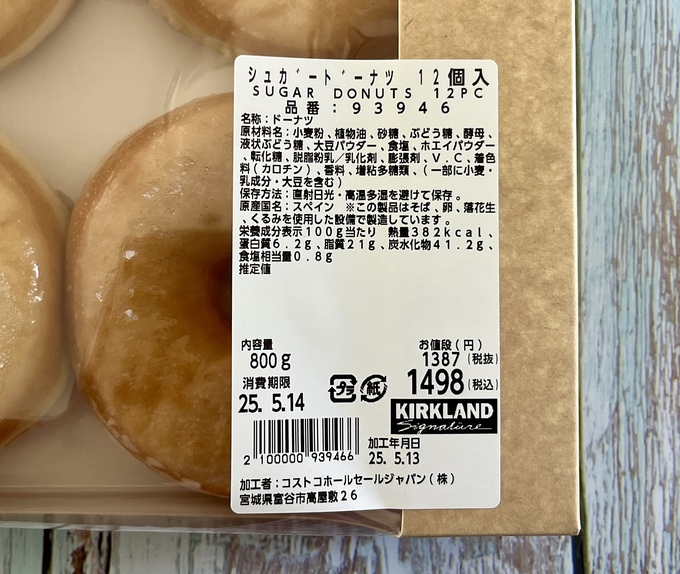 シュガードーナツ 12個入
SUGAR DONUTS 12PC
品番:93946
名称:ドーナツ
原材料名:小麦粉、植物油、砂糖、ぶどう糖、酵母、
液状ぶどう糖、大豆パウダー、食塩、ホエイパウダー
、転化糖、脱脂粉乳/乳化剤、膨張剤、V.C、着色
料(カロチン)、香料、増粘多糖類、(一部に小麦・
乳成分・大豆を含む)
保存方法:直射日光・高温多湿を避けて保存。
原産国名:スペイン ※この製品はそば、卵、落花生
、くるみを使用した設備で製造しています。
栄養成分表示100g当たり 熱量382kcal、
蛋白質6.2g、脂質21g、炭水化物41.2g、
食塩相当量0.8g
推定値
内容量
800g
お値段(円)
1387(税抜)
消費期限
25. 5.14
プラ
紙
1498(税込)
KIRKLAND
Signature
2 100000 939466
加工年月日
25. 5.13
加工者:コストコホールセールジャパン(株)
宮城県富谷市高屋敷26